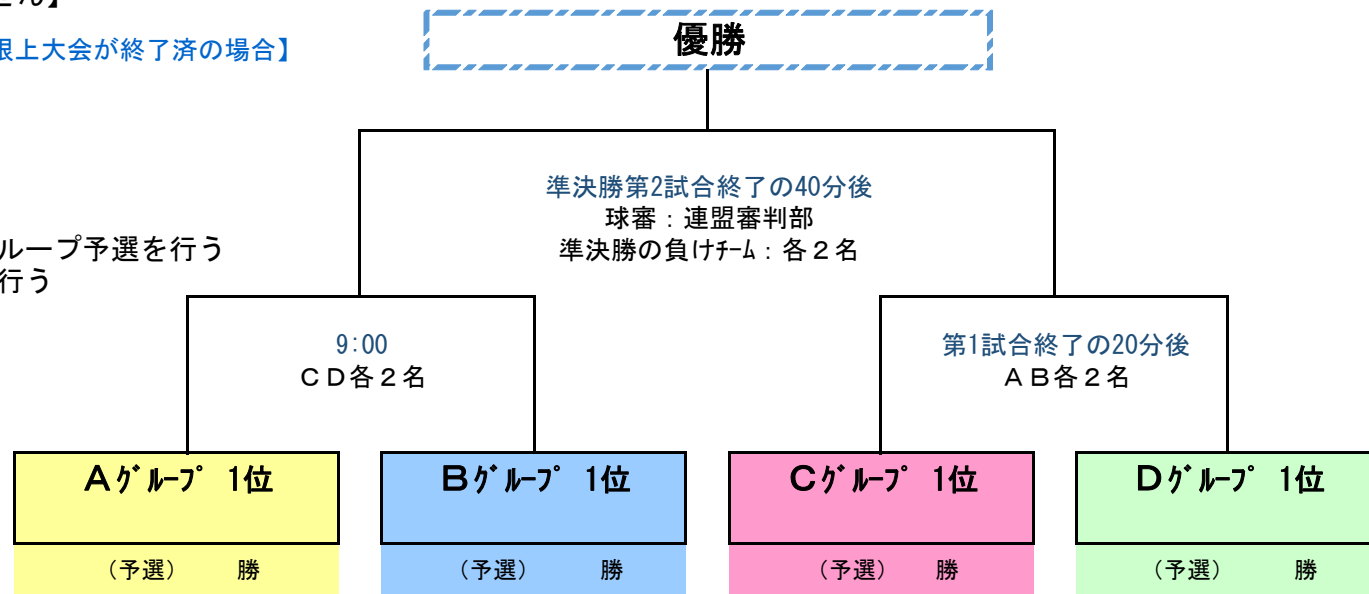 優勝
限上大会が終了済の場合】
準決勝第2試合終了の40分後
球審：連盟審判部
準決勝の負けﾁｰﾑ：各２名
ループ予選を行う
行う
9:00
ＣＤ各２名
第1試合終了の20分後
ＡＢ各２名
Ａｸﾞﾙｰﾌﾟ 1位
Ｂｸﾞﾙｰﾌﾟ 1位
Ｃｸﾞﾙｰﾌﾟ 1位
Ｄｸﾞﾙｰﾌﾟ 1位
（予選）　　勝
（予選）　　勝
（予選）　　勝
（予選）　　勝